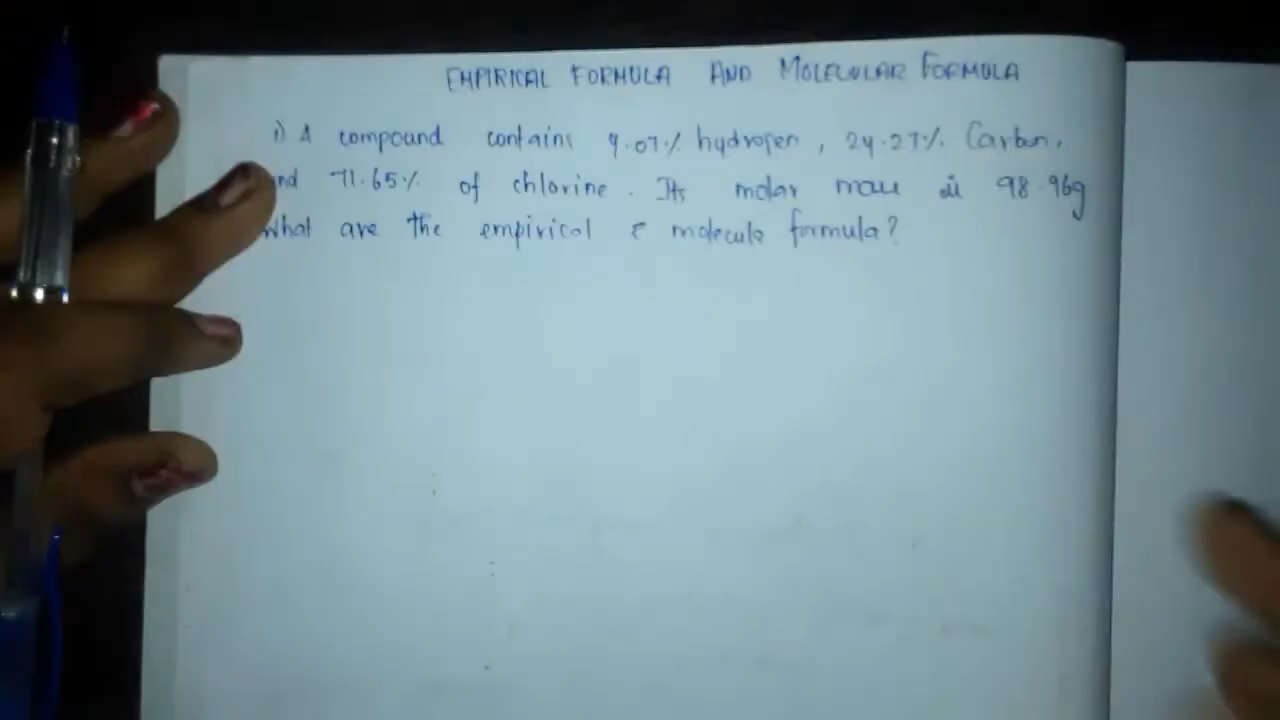 EMPIRICAL FORMULA AND MOLECULAR FORMULA
1) A compound contains 4.07% hydrogen, 24.27% Carbon,
and 71.65% of chlorine. Its molar mass is 98.96g
What are the empirical & molecule formula?